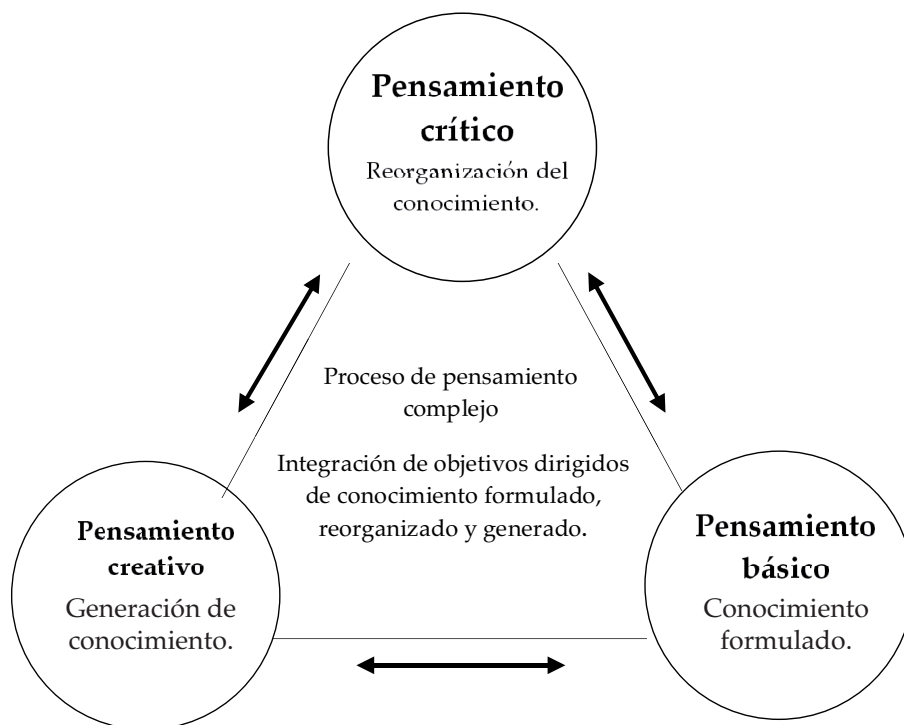 Pensamiento
crítico
Reorganización del
conocimiento.
Proceso de pensamiento
complejo
Integración de objetivos dirigidos
de conocimiento formulado,
reorganizado y generado.
Pensamiento
creativo
Generación de
conocimiento.
Pensamiento
básico
Conocimiento
formulado.